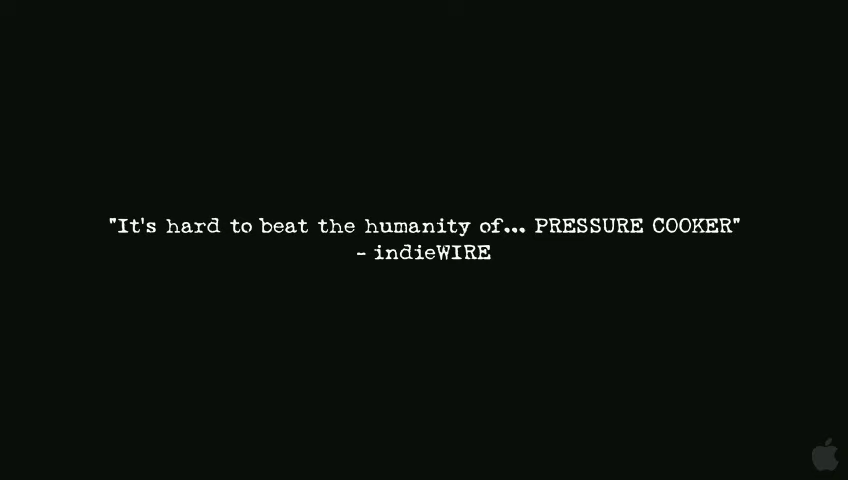 "It's hard to beat the humanity of... PRESSURE COOKER"
- indieWIRE